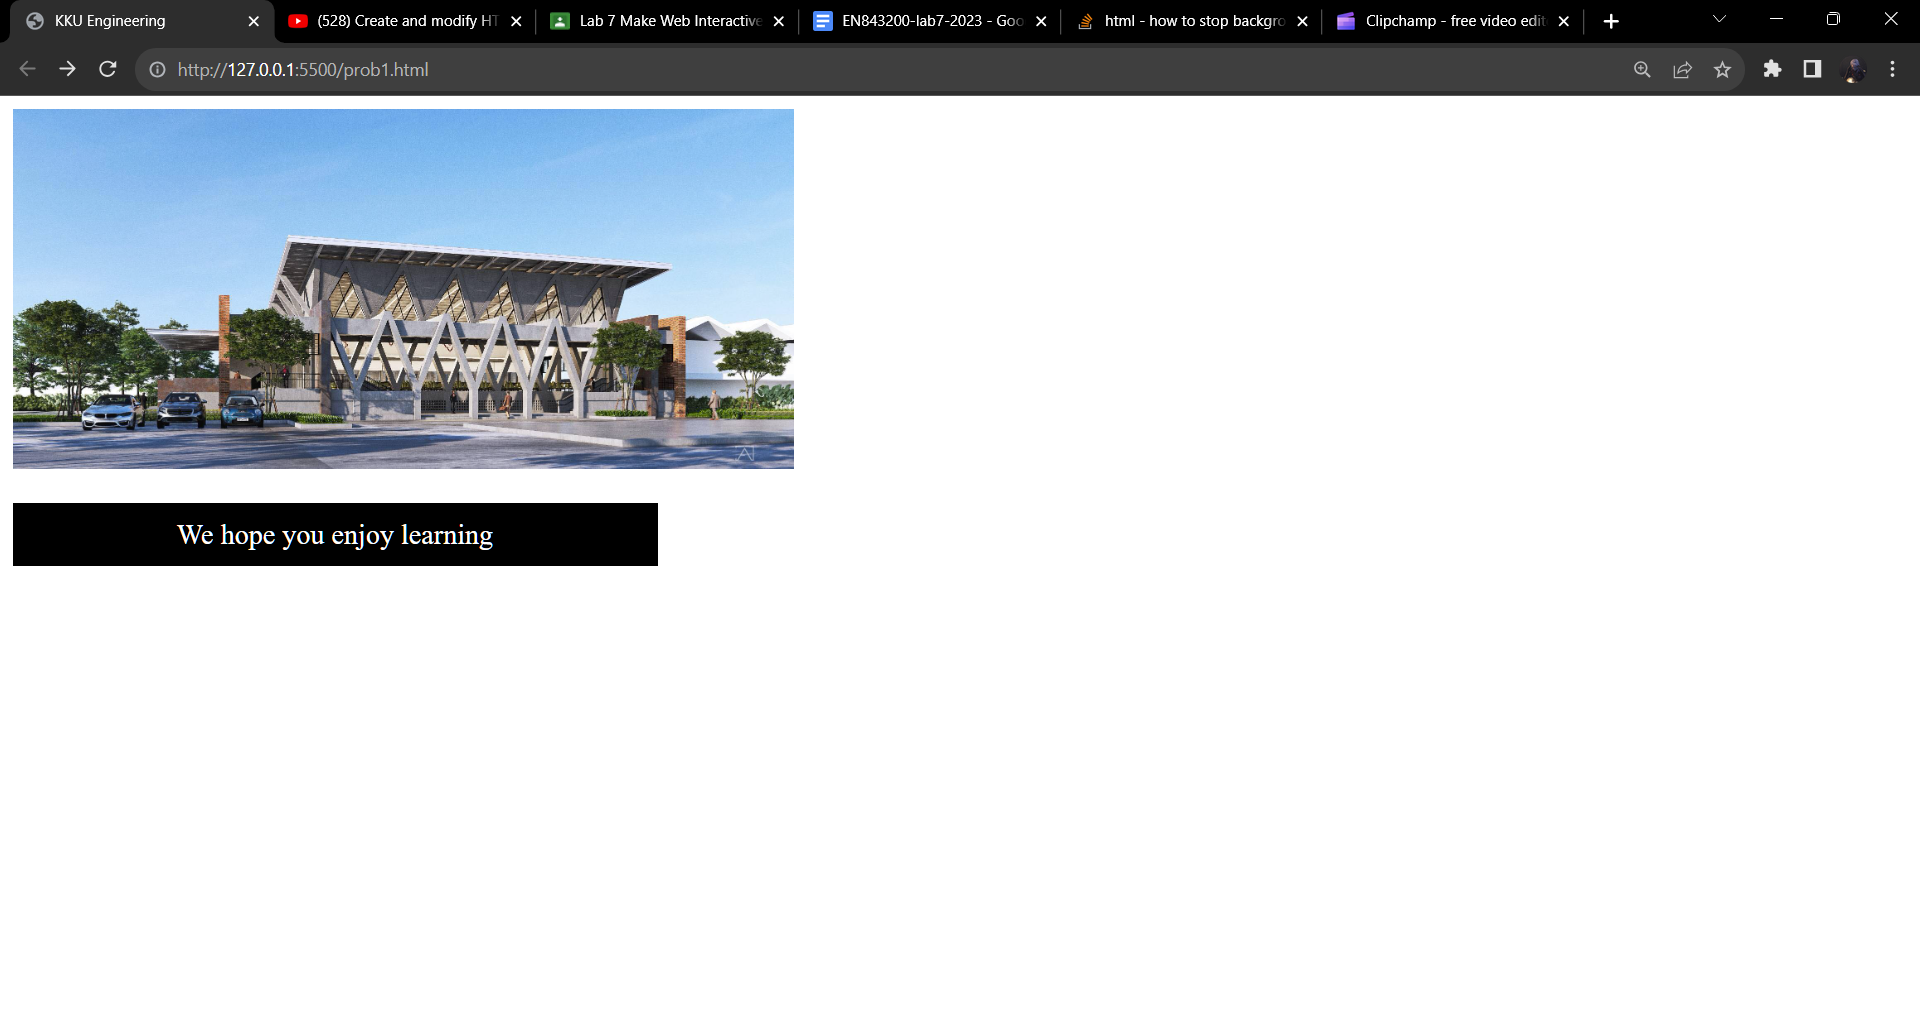 KKU Engineering
(528) Create and modify HT
Lab 7 Make Web Interactive
EN843200-lab7-2023 - Goo
html - how to stop backgro
Clipchamp - free video edit
http://127.0.0.1:5500/prob1.html
We hope you enjoy learning